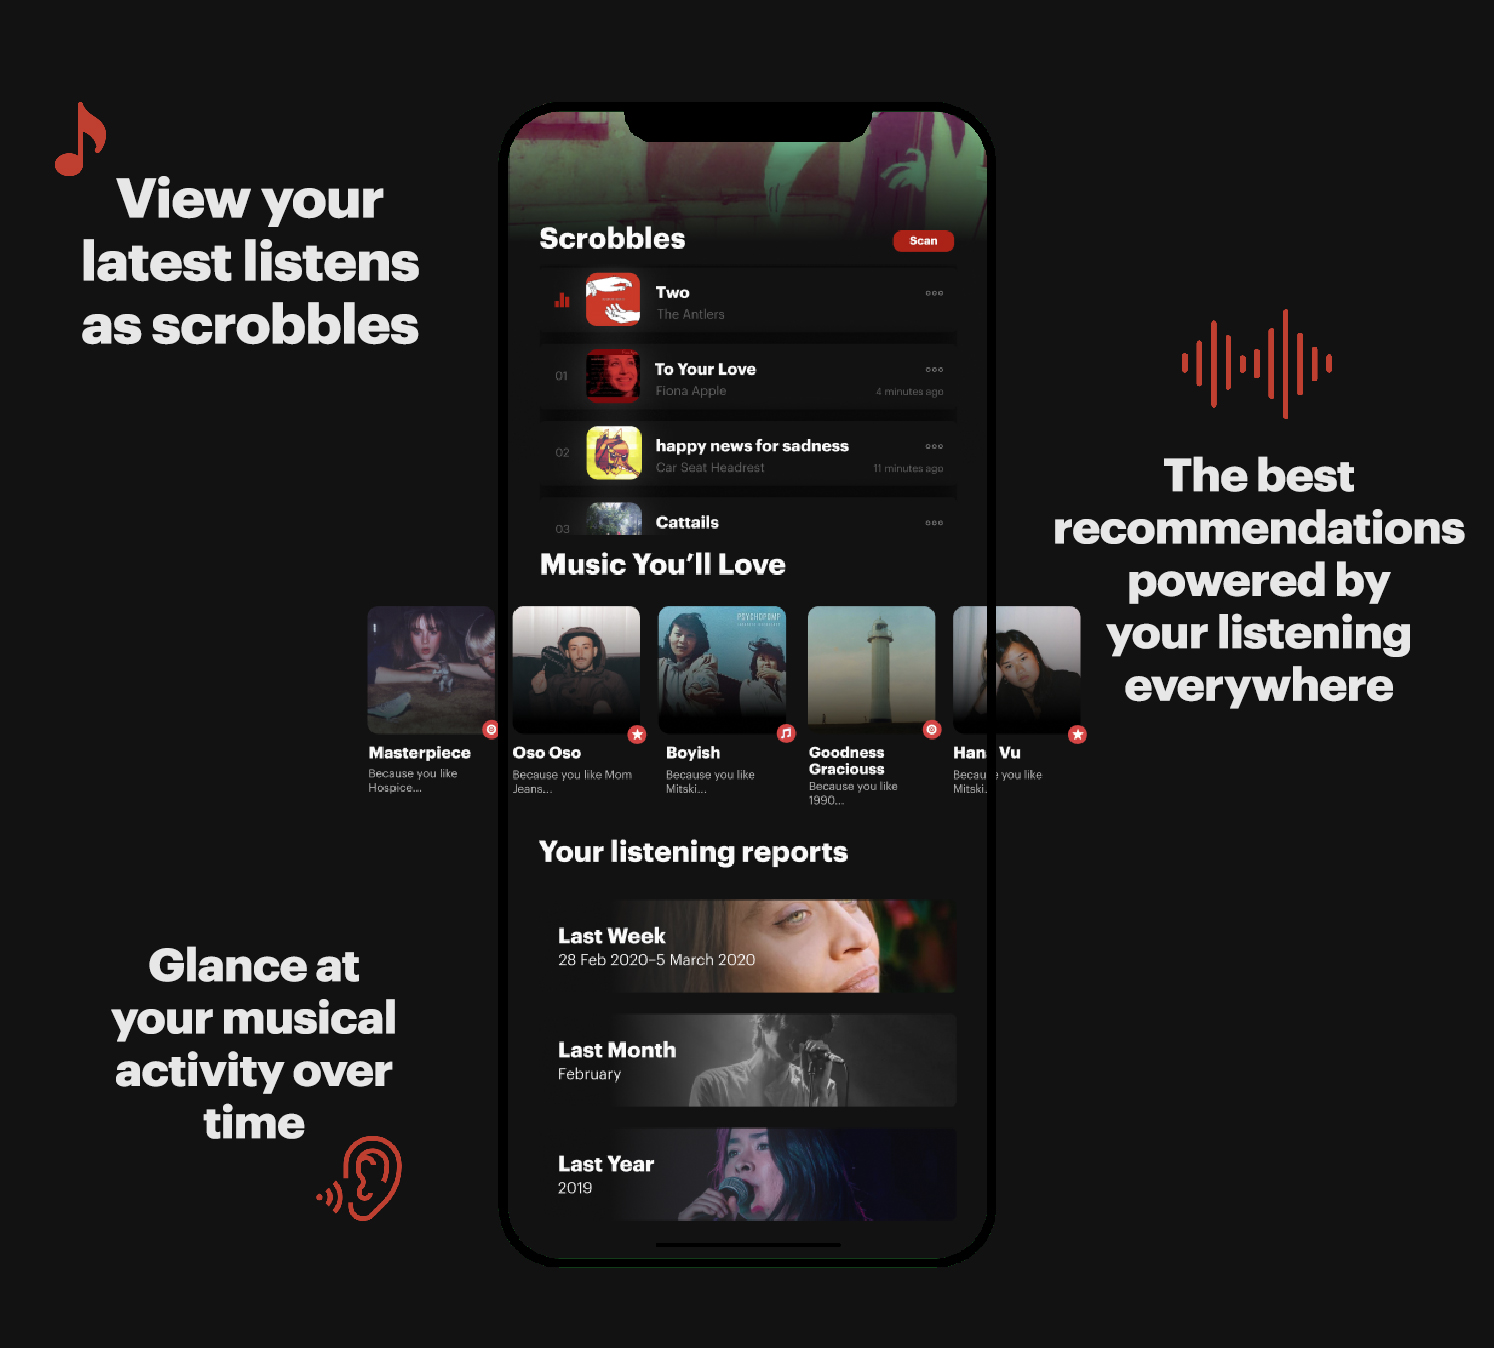 View your
latest listens
as scrobbles
Scrobbles
Scan
Two
The Antlers
01
To Your Love
Fiona Apple
4 minutes ago
02
happy news for sadness
Car Seat Headrest
11 minutes ago
03
Cattails
The best
recommendations
powered by
your listening
everywhere
Music You'll Love
PSYCHOPOMP
Masterpiece
Because you like
Hospice...
Oso Oso
Because you like Mom
Jeans...
Boyish
Because you like
Mitski...
Goodness
Graciouss
Because you like
1990...
Hana Vu
Because you like
Mitski...
Your listening reports
Last Week
28 Feb 2020–5 March 2020
Last Month
February
Last Year
2019
Glance at
your musical
activity over
time